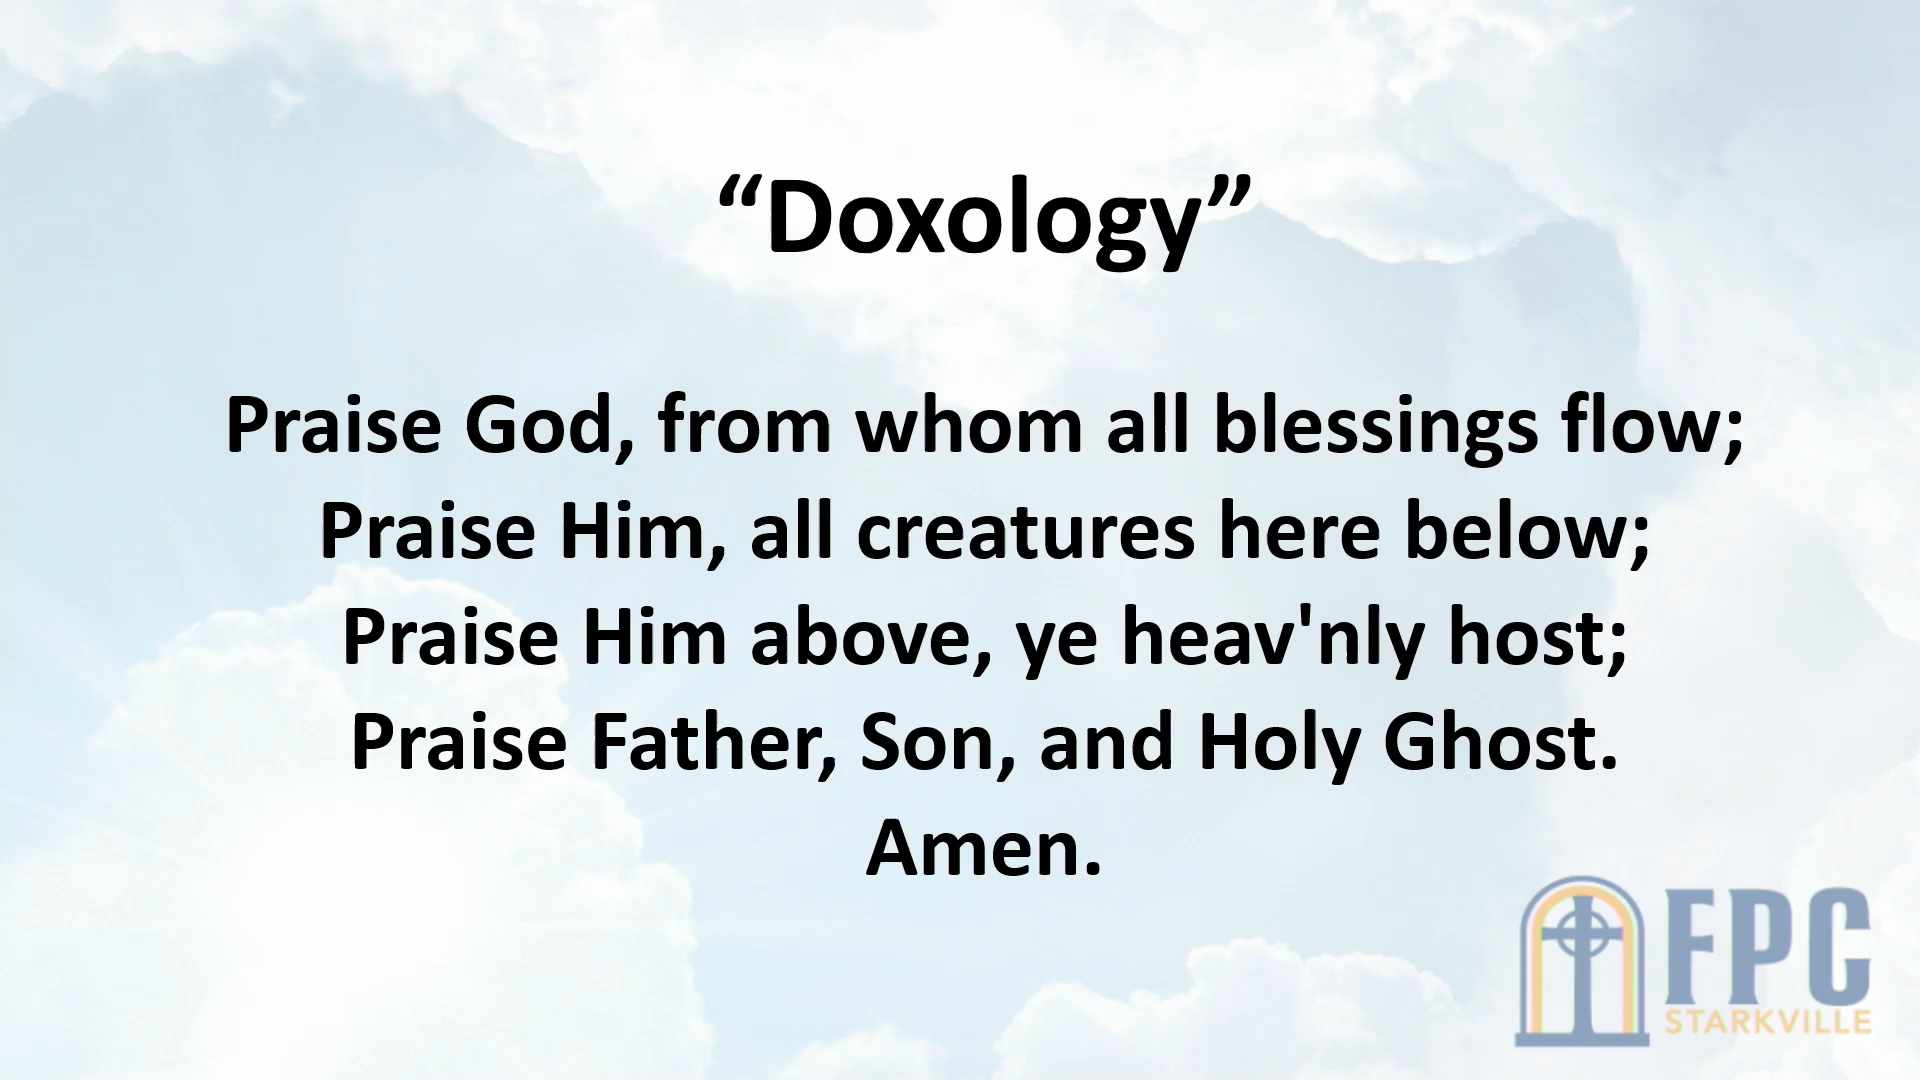 “Doxology”
Praise God, from whom all blessings flow;
Praise Him, all creatures here below;
Praise Him above, ye heav'nly host;
Praise Father, Son, and Holy Ghost.
Amen.
FPC
STARKVILLE